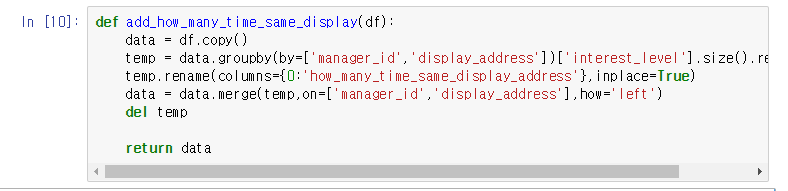 In [10]:
def add_how_many_time_same_display(df):
    data = df.copy()
    temp = data.groupby(by=['manager_id','display_address'])['interest_level'].size().re
    temp.rename(columns={0:'how_many_time_same_display_address'},inplace=True)
    data = data.merge(temp,on=['manager_id','display_address'],how='left')
    del temp
    return data